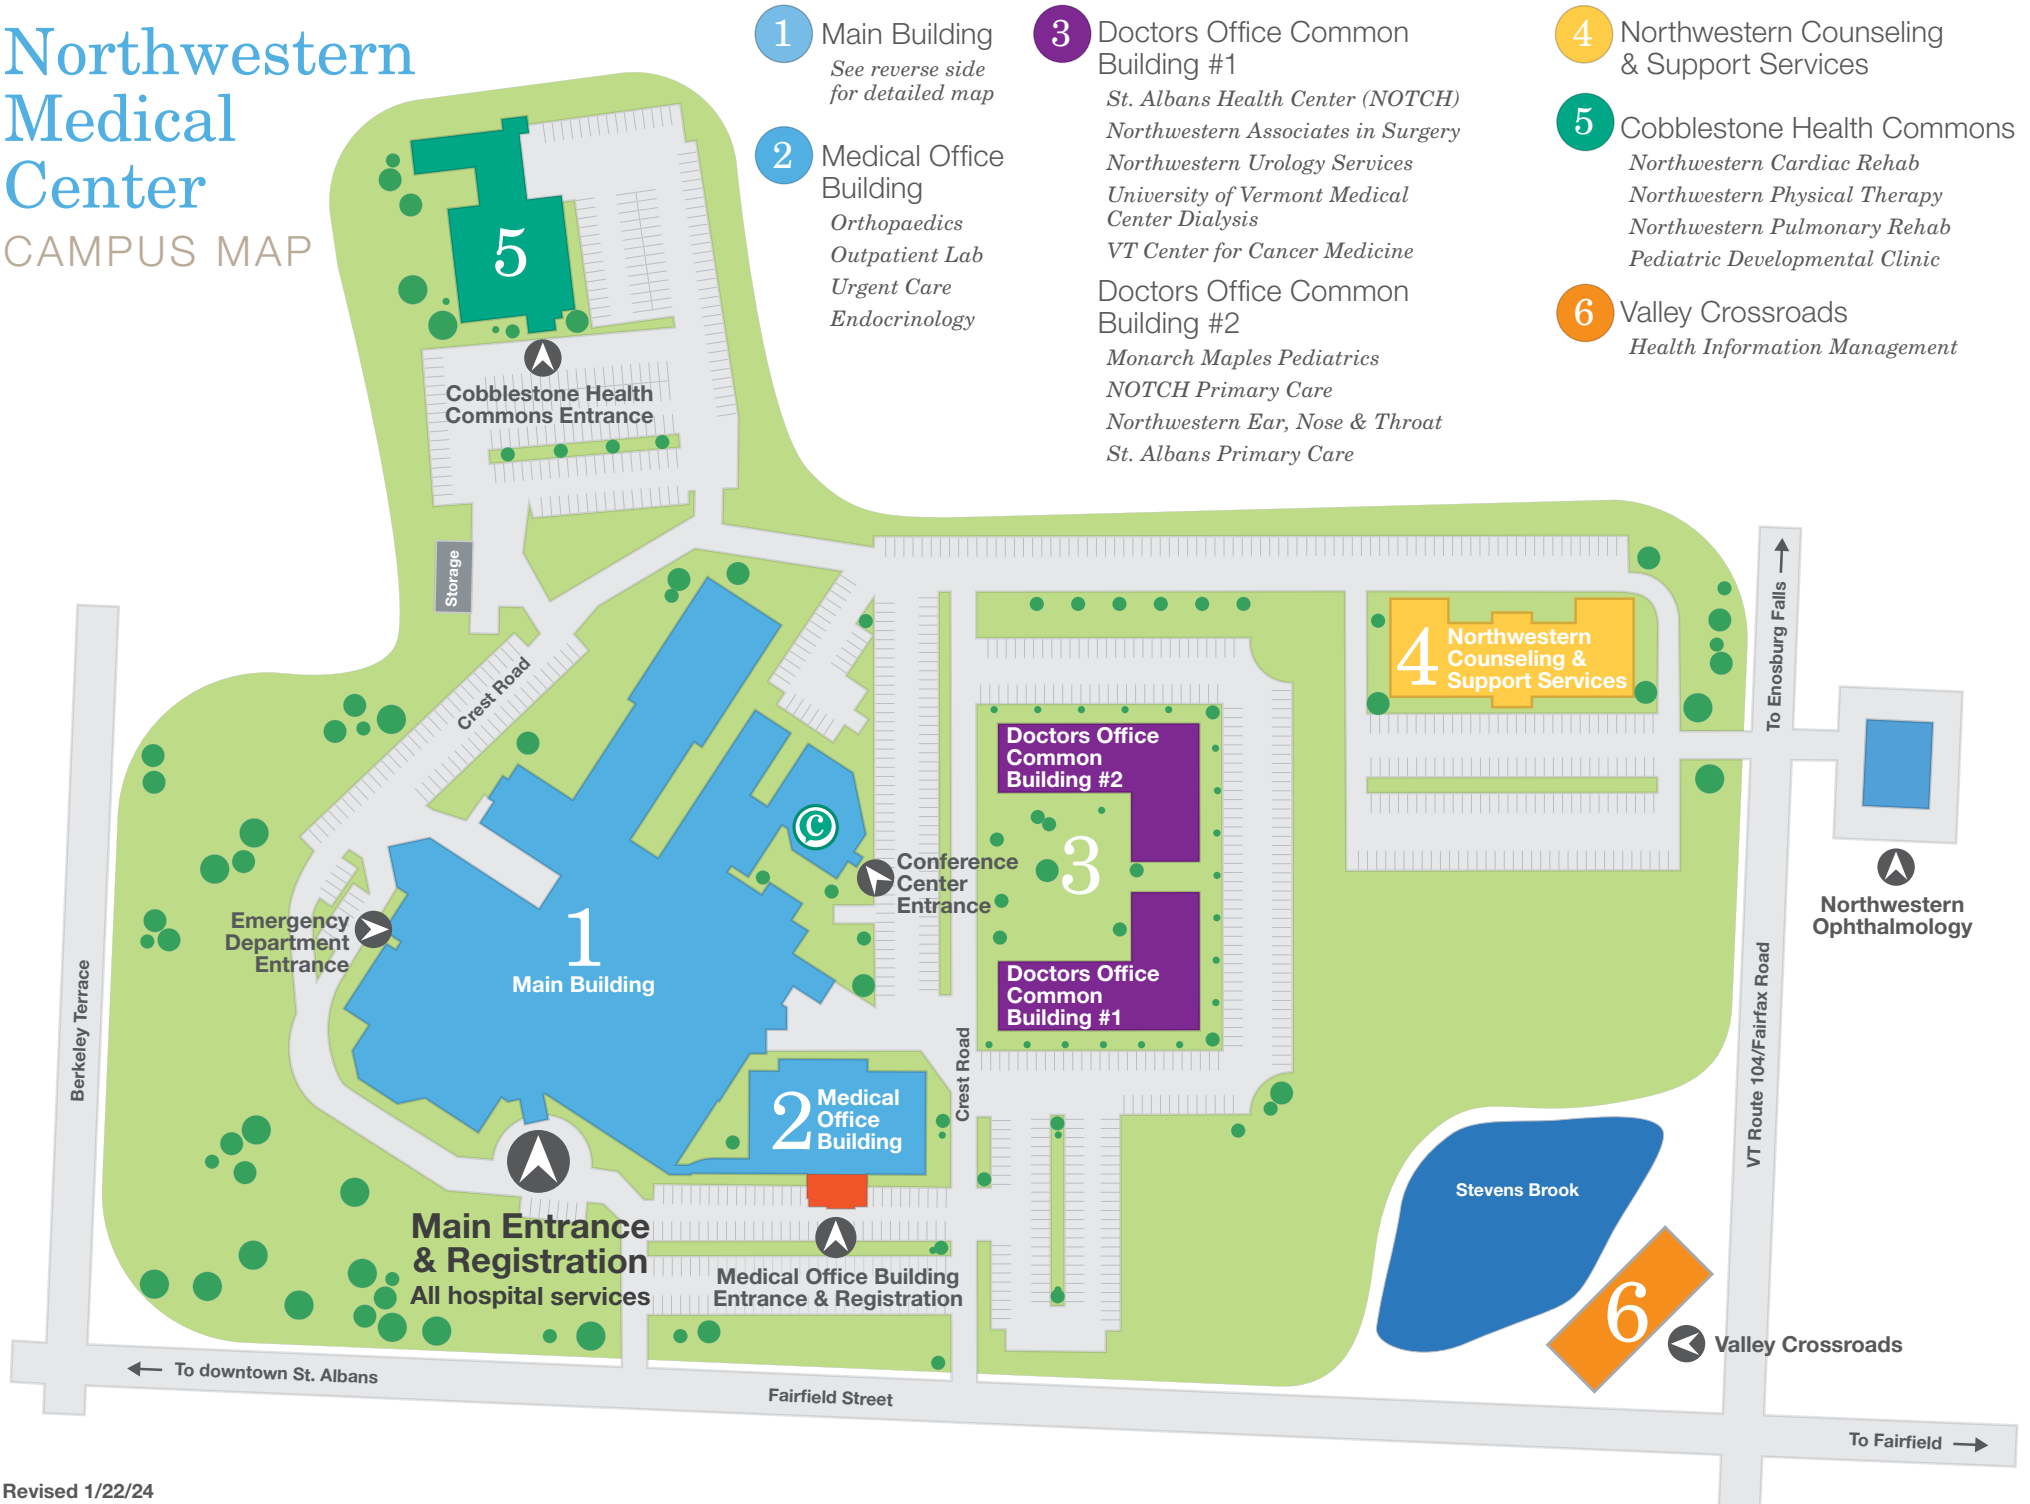 Northwestern
Medical
Center
CAMPUS MAP
1 Main Building
See reverse side
for detailed map
2 Medical Office
Building
Orthopaedics
Outpatient Lab
Urgent Care
Endocrinology
3 Doctors Office Common
Building #1
St. Albans Health Center (NOTCH)
Northwestern Associates in Surgery
Northwestern Urology Services
University of Vermont Medical
Center Dialysis
VT Center for Cancer Medicine
Doctors Office Common
Building #2
Monarch Maples Pediatrics
NOTCH Primary Care
Northwestern Ear, Nose & Throat
St. Albans Primary Care
4 Northwestern Counseling
& Support Services
5 Cobblestone Health Commons
Northwestern Cardiac Rehab
Northwestern Physical Therapy
Northwestern Pulmonary Rehab
Pediatric Developmental Clinic
6 Valley Crossroads
Health Information Management
5
Cobblestone Health
Commons Entrance
Storage
Crest Road
4
Northwestern
Counseling &
Support Services
To Enosburg Falls
Doctors Office
Common
Building #2
C
3
Conference
Center
Entrance
Northwestern
Ophthalmology
Emergency
Department
Entrance
1
Main Building
Doctors Office
Common
Building #1
Berkeley Terrace
Crest Road
VT Route 104/Fairfax Road
2
Medical
Office
Building
Stevens Brook
Main Entrance
& Registration
All hospital services
Medical Office Building
Entrance & Registration
6
Valley Crossroads
To downtown St. Albans
Fairfield Street
To Fairfield
Revised 1/22/24